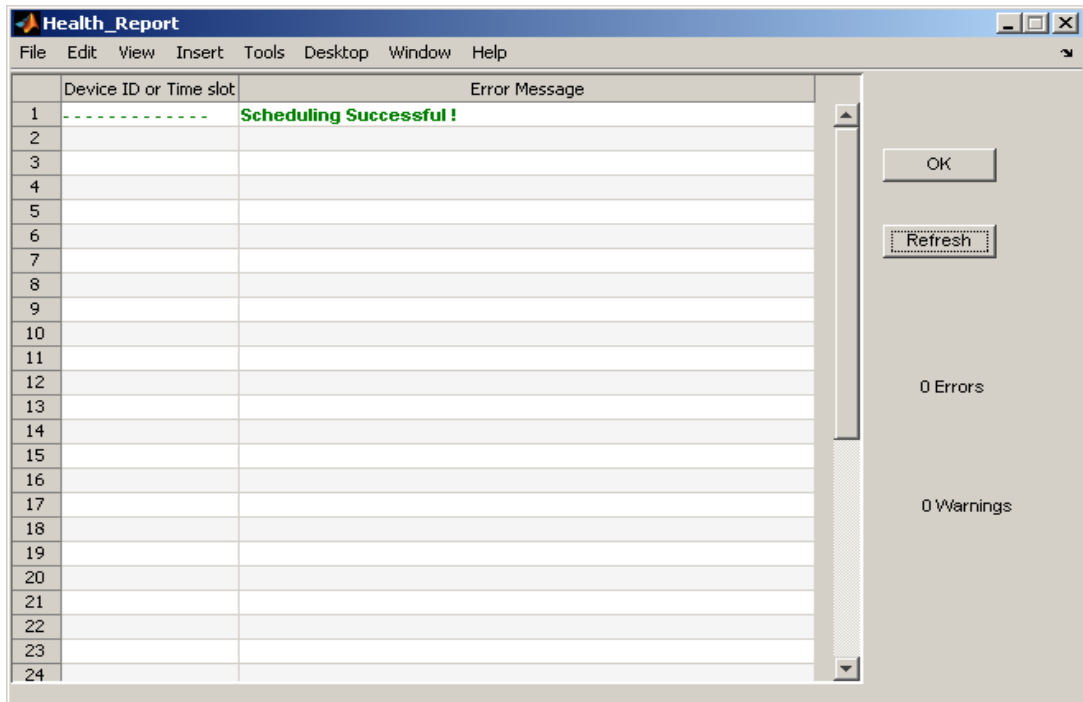 Health_Report
File Edit View Insert Tools Desktop Window Help
Device ID or Time slot Error Message
1 - - - - - - - - - - - - - Scheduling Successful !
2
3
4
5
6
7
8
9
10
11
12
13
14
15
16
17
18
19
20
21
22
23
24
OK
Refresh
0 Errors
0 Warnings